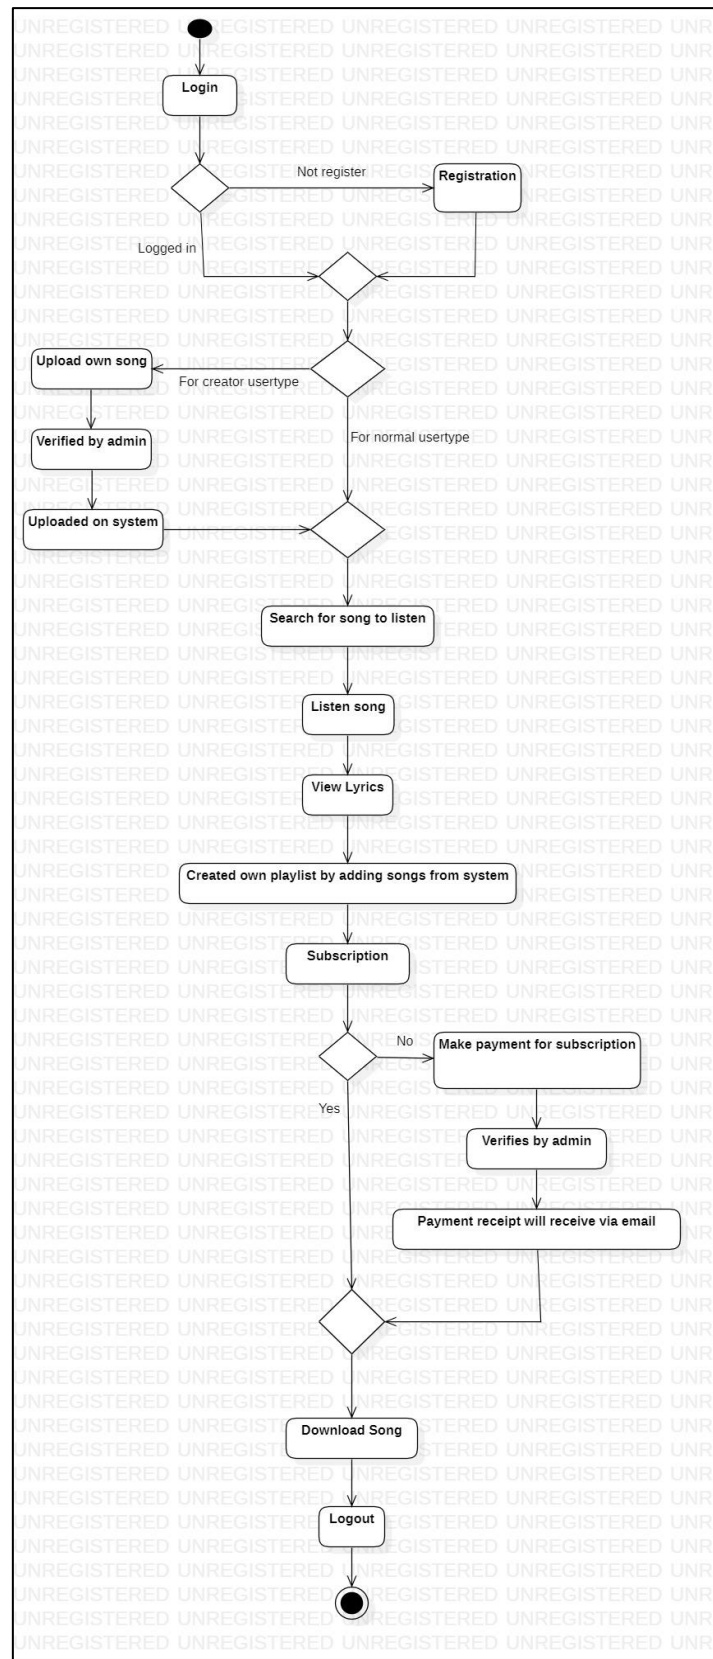 Login
Not register
Registration
Logged in
Upload own song
For creator usertype
Verified by admin
For normal usertype
Uploaded on system
Search for song to listen
Listen song
View Lyrics
Created own playlist by adding songs from system
Subscription
No
Make payment for subscription
Yes
Verifies by admin
Payment receipt will receive via email
Download Song
Logout